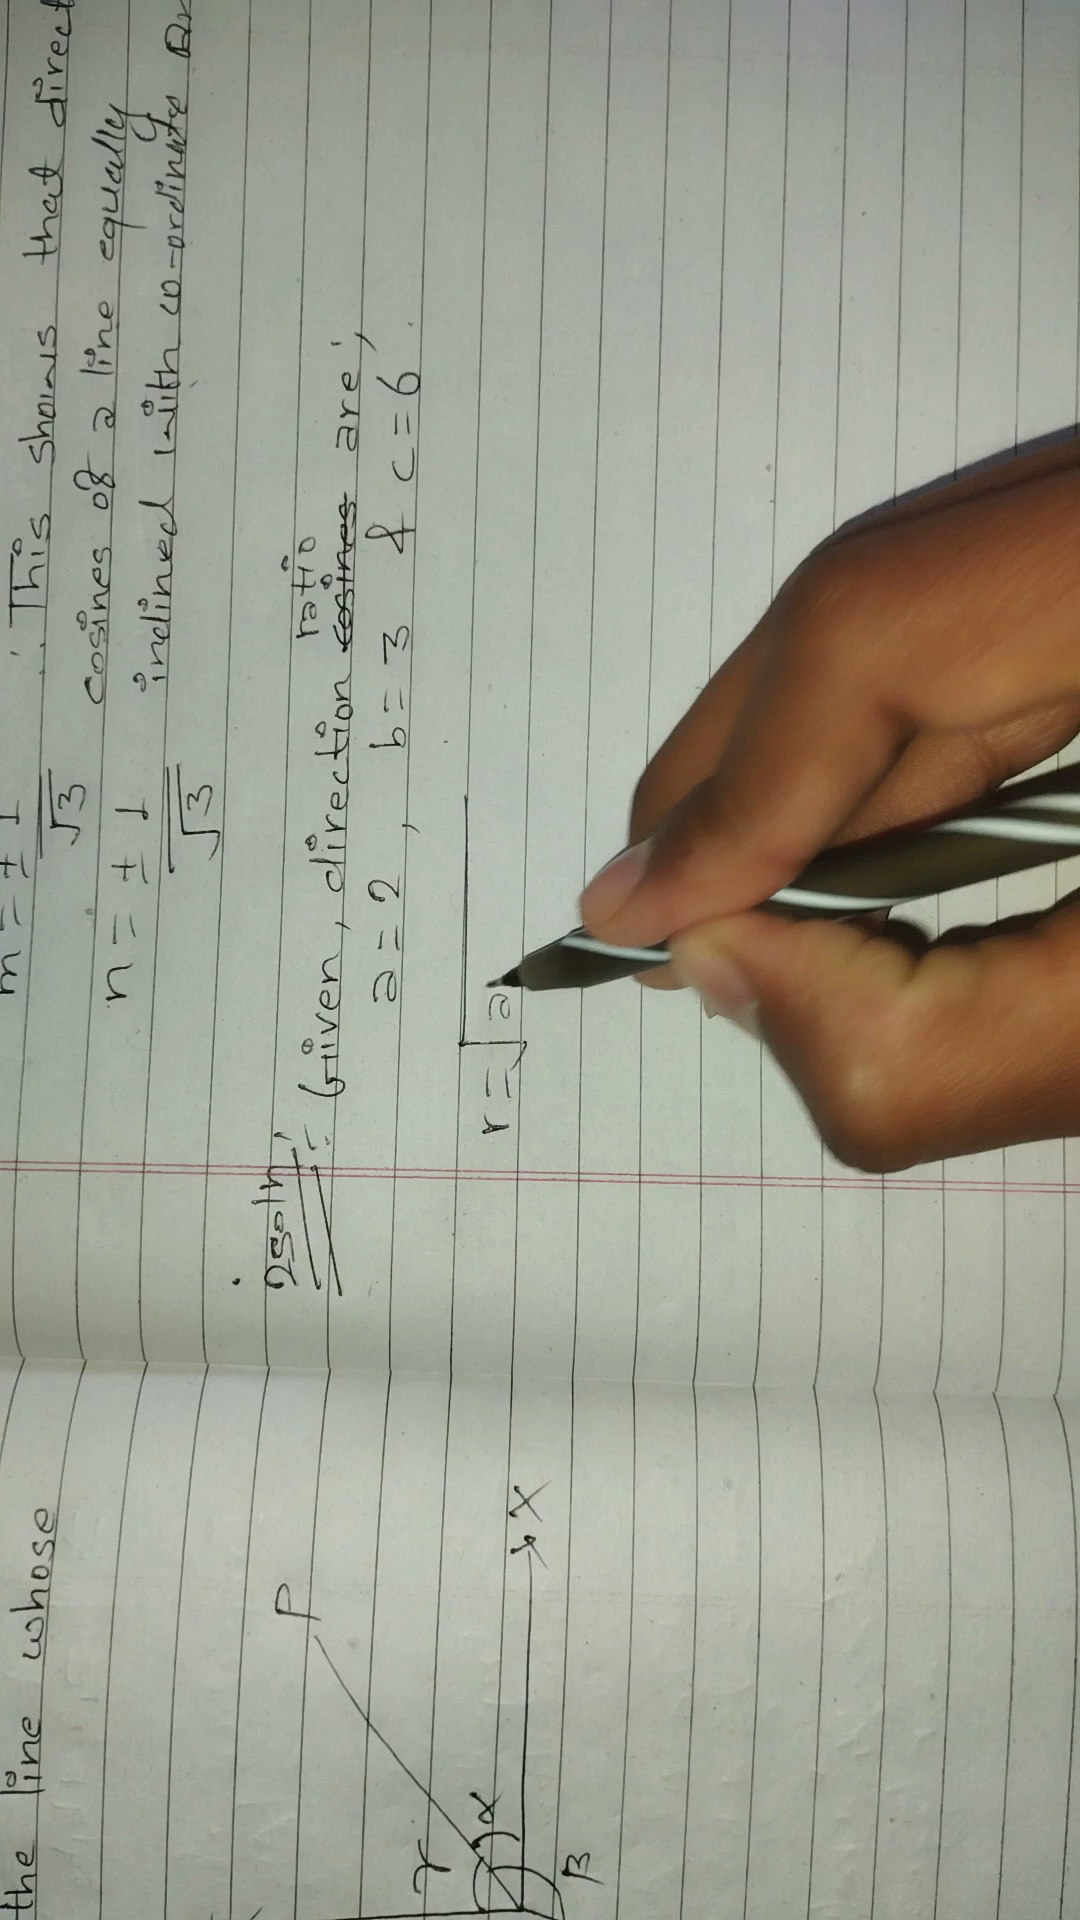 the line whose
P
X
γ
α
β
m = ± 1/√3
∴ This shows that direct
cosines of a line equally
n = ± 1/√3
inclined with co-ordinate
2soln:- Given, direction cosines ratio are,
a = 2, b = 3 & c = 6.
r = √a